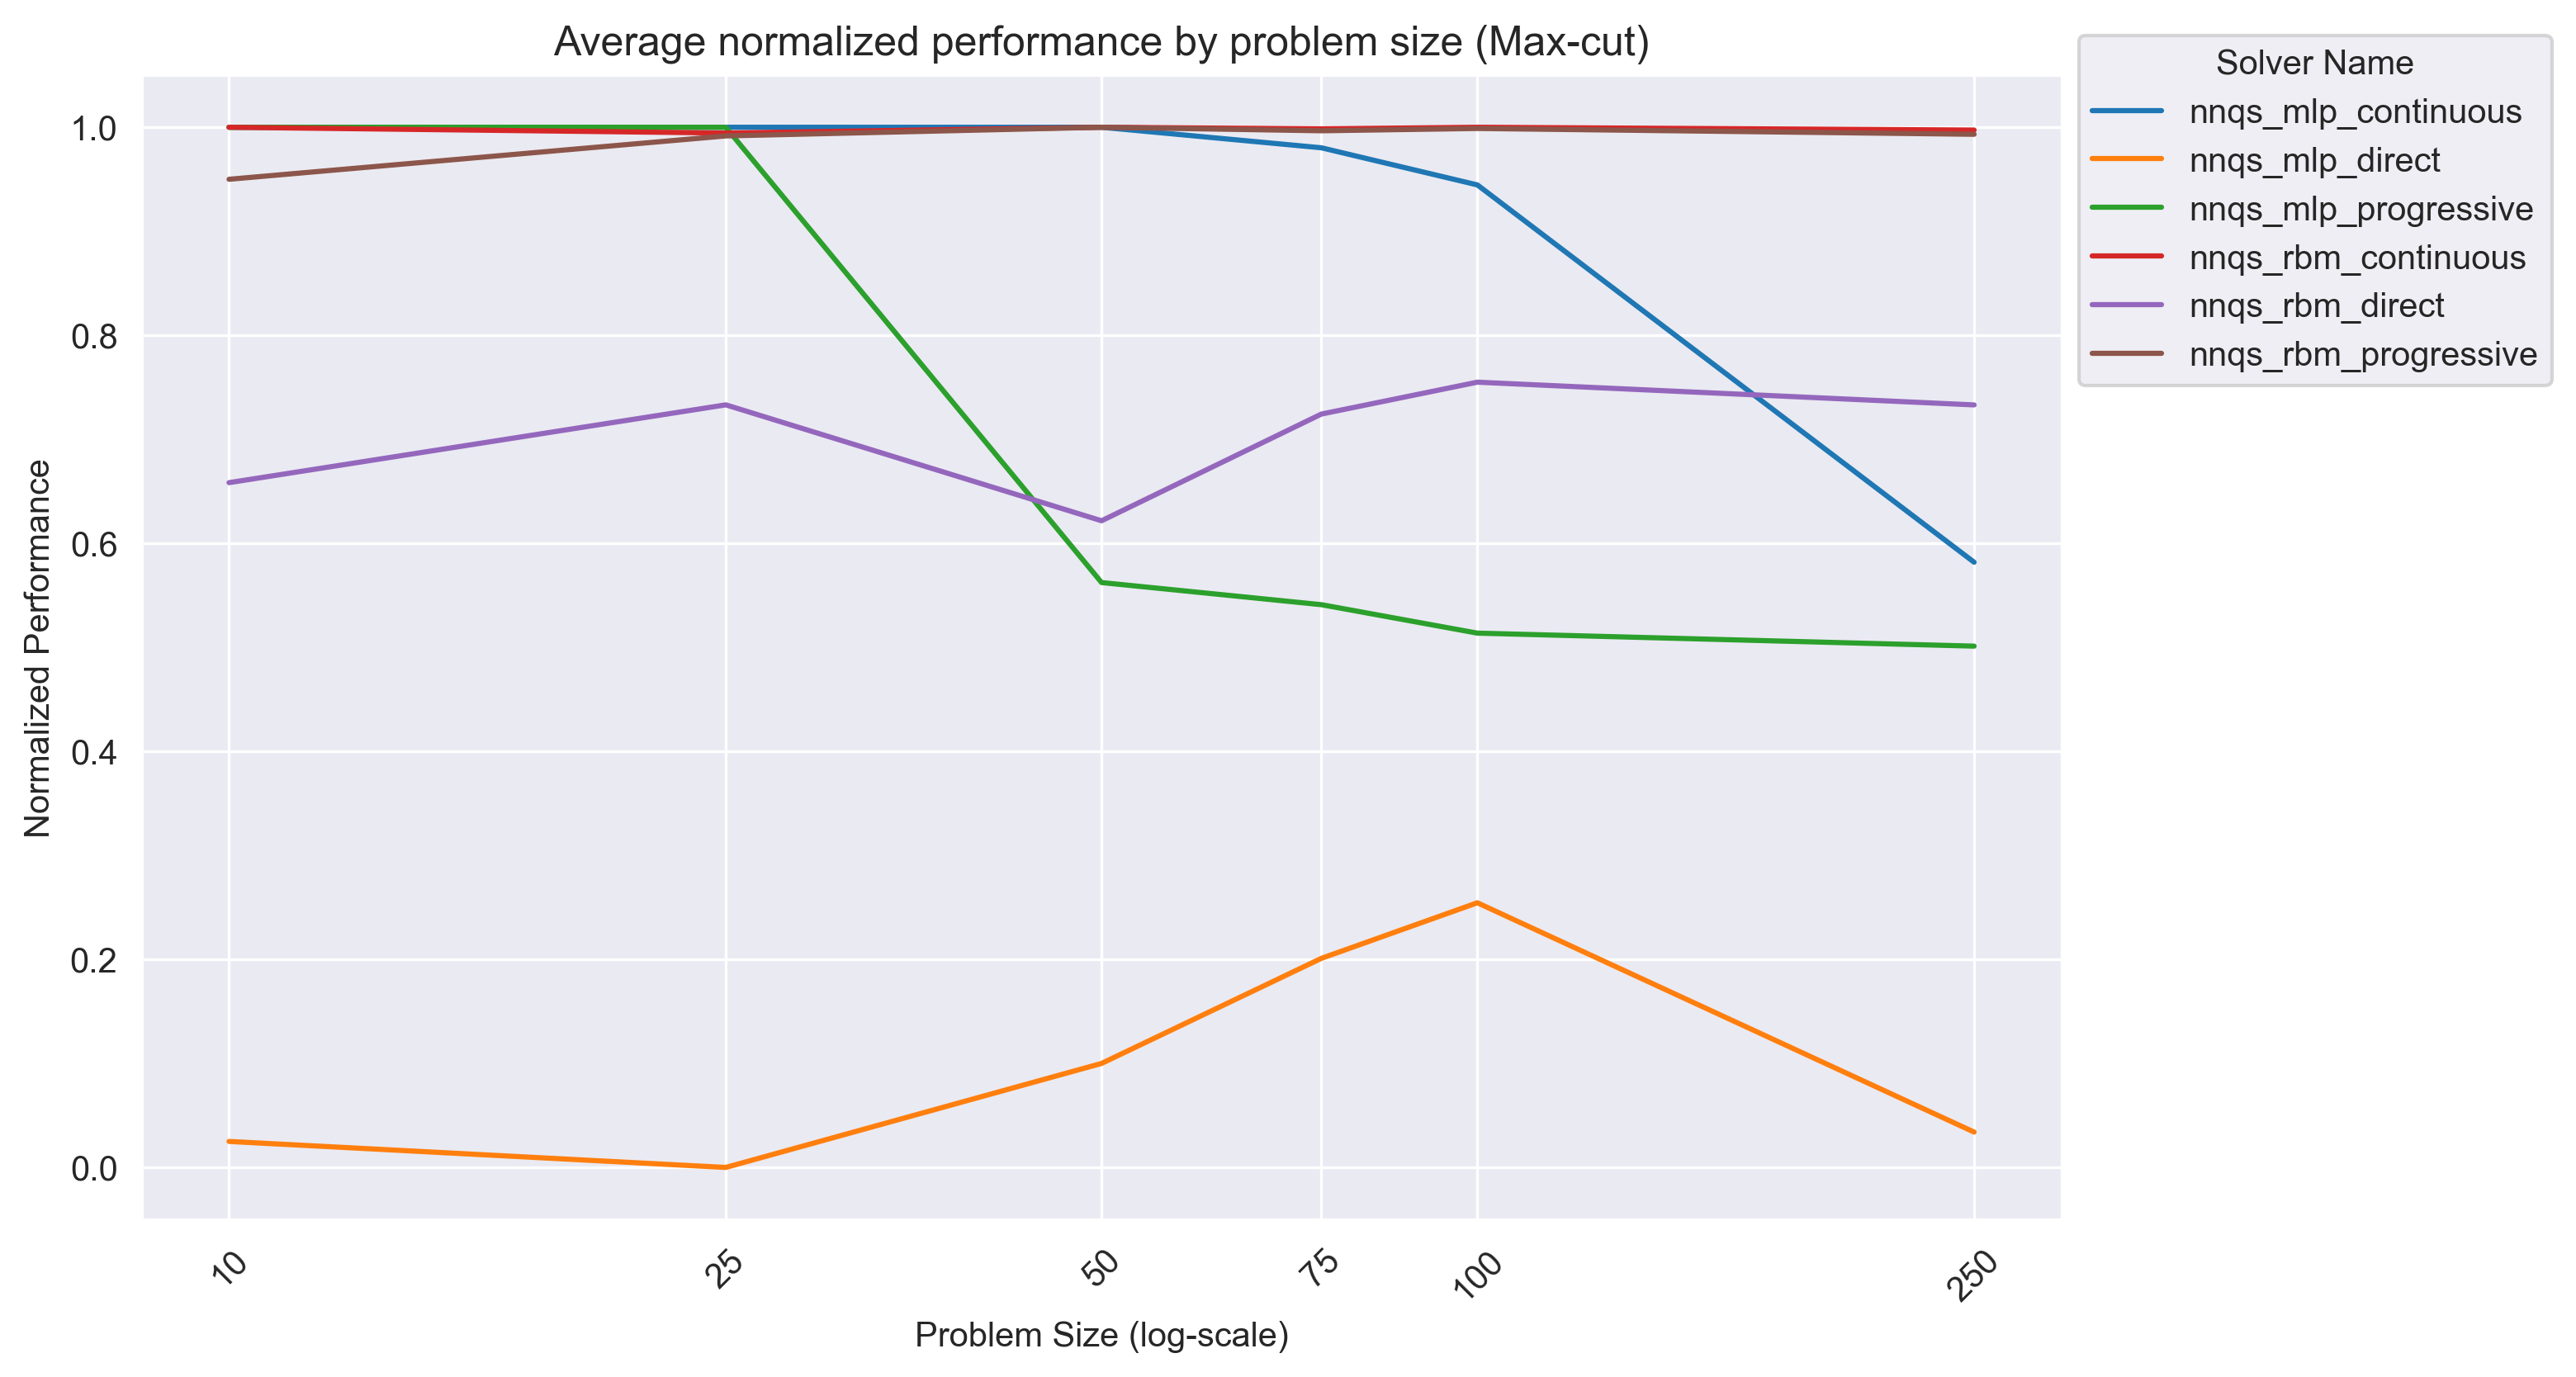 Average normalized performance by problem size (Max-cut)
Solver Name
nnqs_mlp_continuous
nnqs_mlp_direct
nnqs_mlp_progressive
nnqs_rbm_continuous
nnqs_rbm_direct
nnqs_rbm_progressive
Normalized Performance
1.0
0.8
0.6
0.4
0.2
0.0
10
25
50
75
100
250
Problem Size (log-scale)